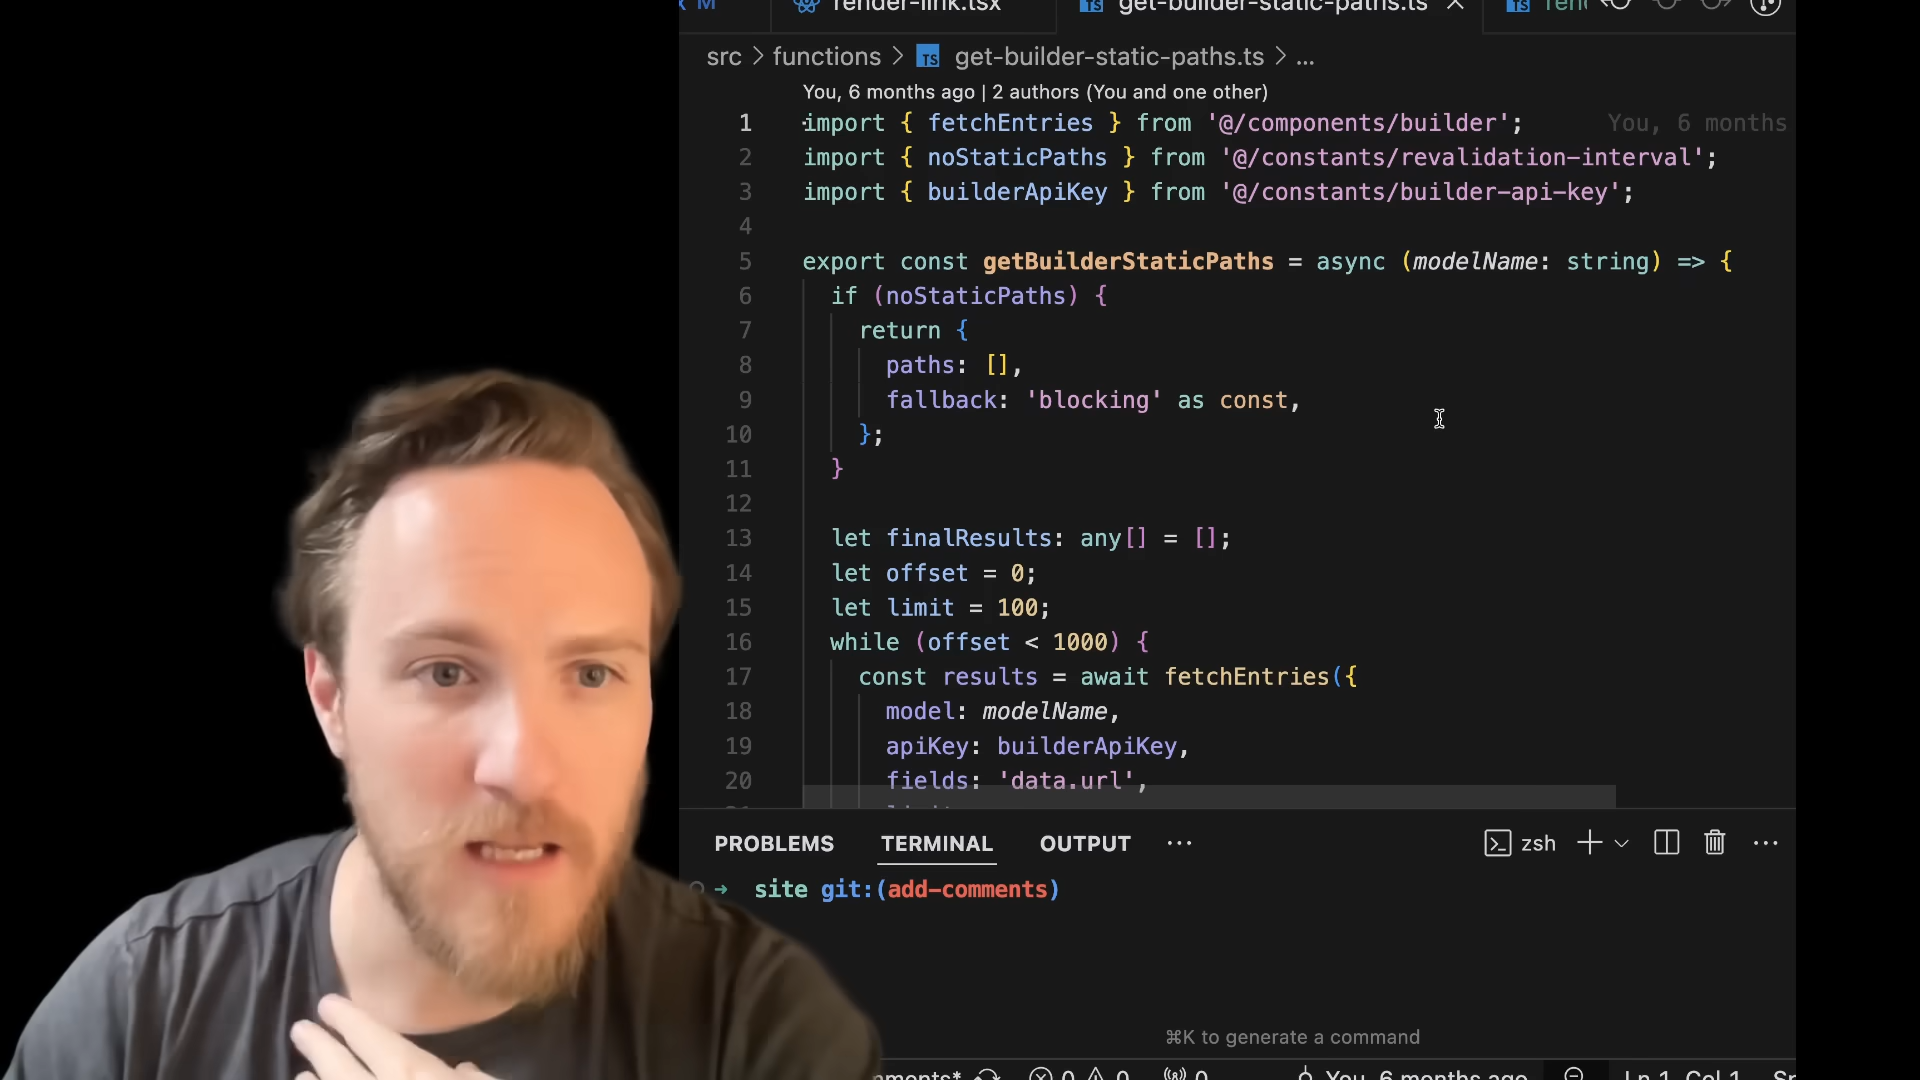 M render-link.tsx get-builder-static-paths.ts TS
src > functions > TS get-builder-static-paths.ts > ...
You, 6 months ago | 2 authors (You and one other)
1 import { fetchEntries } from '@/components/builder'; You, 6 months
2 import { noStaticPaths } from '@/constants/revalidation-interval';
3 import { builderApiKey } from '@/constants/builder-api-key';
4
5 export const getBuilderStaticPaths = async (modelName: string) => {
6 if (noStaticPaths) {
7 return {
8 paths: [],
9 fallback: 'blocking' as const,
10 };
11 }
12
13 let finalResults: any[] = [];
14 let offset = 0;
15 let limit = 100;
16 while (offset < 1000) {
17 const results = await fetchEntries({
18 model: modelName,
19 apiKey: builderApiKey,
20 fields: 'data.url',
PROBLEMS TERMINAL OUTPUT ... zsh
→ site git:(add-comments)
⌘K to generate a command
You, 6 months ago Ln 1, Col 1